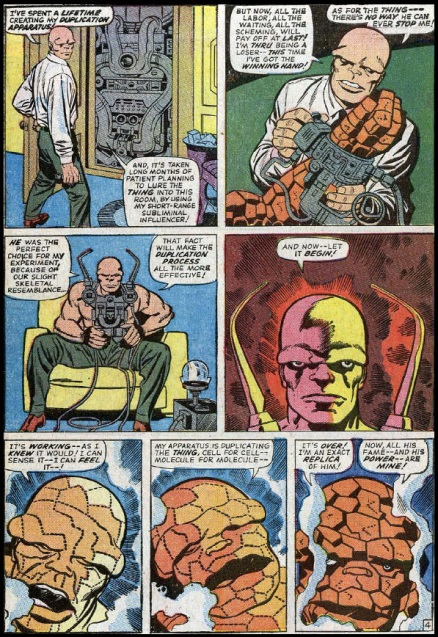 I'VE SPENT A LIFETIME
CREATING MY DUPLICATION
APPARATUS!
AND, IT'S TAKEN
LONG MONTHS OF
PATIENT PLANNING
TO LURE THE
THING INTO THIS
ROOM, BY USING
MY SHORT-RANGE
SUBLIMINAL
INFLUENCER!
BUT NOW, ALL THE
LABOR, ALL THE
WAITING, ALL THE
SCHEMING, WILL
PAY OFF AT LAST!
I'M THRU BEING A
LOSER--THIS TIME
I'VE GOT THE
WINNING HAND!
AS FOR THE THING---
THERE'S NO WAY HE CAN
EVER STOP ME!
HE WAS THE
PERFECT
CHOICE FOR MY
EXPERIMENT,
BECAUSE OF
OUR SLIGHT
SKELETAL
RESEMBLANCE...
THAT FACT
WILL MAKE THE
DUPLICATION
PROCESS
ALL THE MORE
EFFECTIVE!
AND NOW--LET
IT BEGIN!
IT'S WORKING--AS I
KNEW IT WOULD! I CAN
SENSE IT--I CAN FEEL
IT--!
MY APPARATUS IS DUPLICATING
THE THING, CELL FOR CELL--
MOLECULE FOR MOLECULE--
IT'S OVER!
I'M AN EXACT
REPLICA
OF HIM!
NOW, ALL HIS
FAME--AND HIS
POWER--ARE
MINE!
4